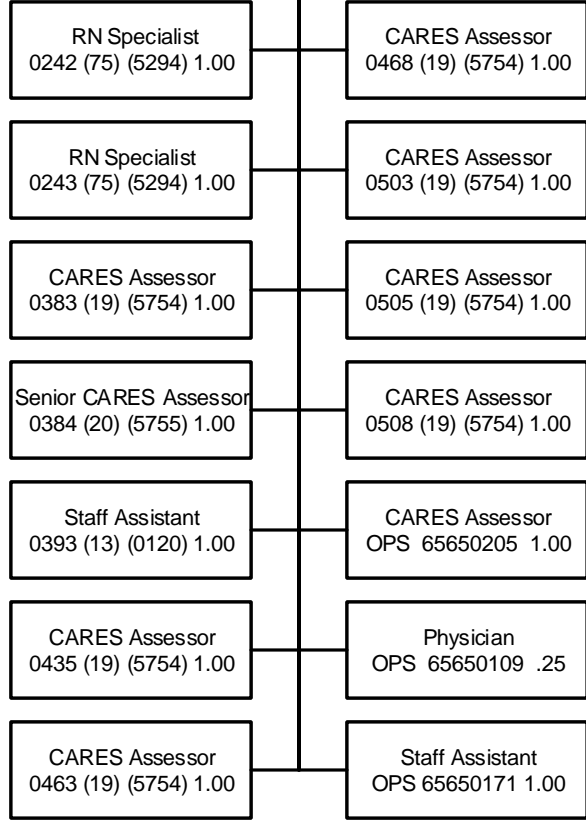 RN Specialist
0242 (75) (5294) 1.00
RN Specialist
0243 (75) (5294) 1.00
CARES Assessor
0383 (19) (5754) 1.00
Senior CARES Assessor
0384 (20) (5755) 1.00
Staff Assistant
0393 (13) (0120) 1.00
CARES Assessor
0435 (19) (5754) 1.00
CARES Assessor
0463 (19) (5754) 1.00
CARES Assessor
0468 (19) (5754) 1.00
CARES Assessor
0503 (19) (5754) 1.00
CARES Assessor
0505 (19) (5754) 1.00
CARES Assessor
0508 (19) (5754) 1.00
CARES Assessor
OPS 65650205 1.00
Physician
OPS 65650109 .25
Staff Assistant
OPS 65650171 1.00